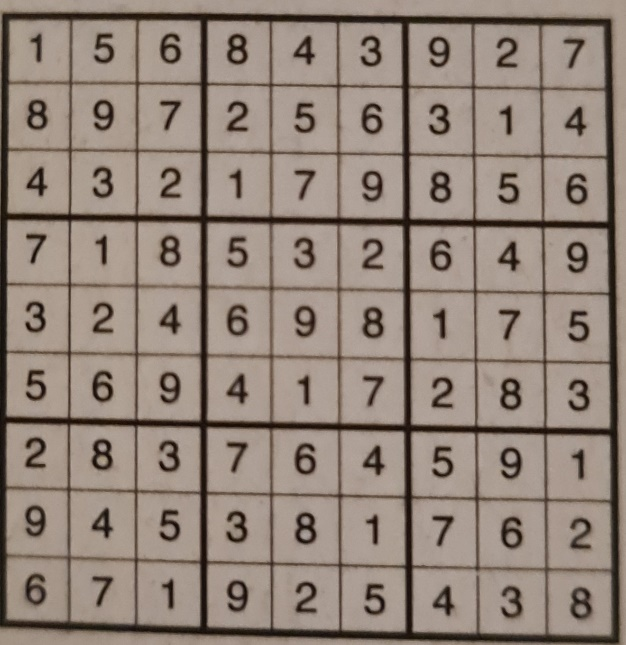 1 5 6 8 4 3 9 2 7
8 9 7 2 5 6 3 1 4
4 3 2 1 7 9 8 5 6
7 1 8 5 3 2 6 4 9
3 2 4 6 9 8 1 7 5
5 6 9 4 1 7 2 8 3
2 8 3 7 6 4 5 9 1
9 4 5 3 8 1 7 6 2
6 7 1 9 2 5 4 3 8